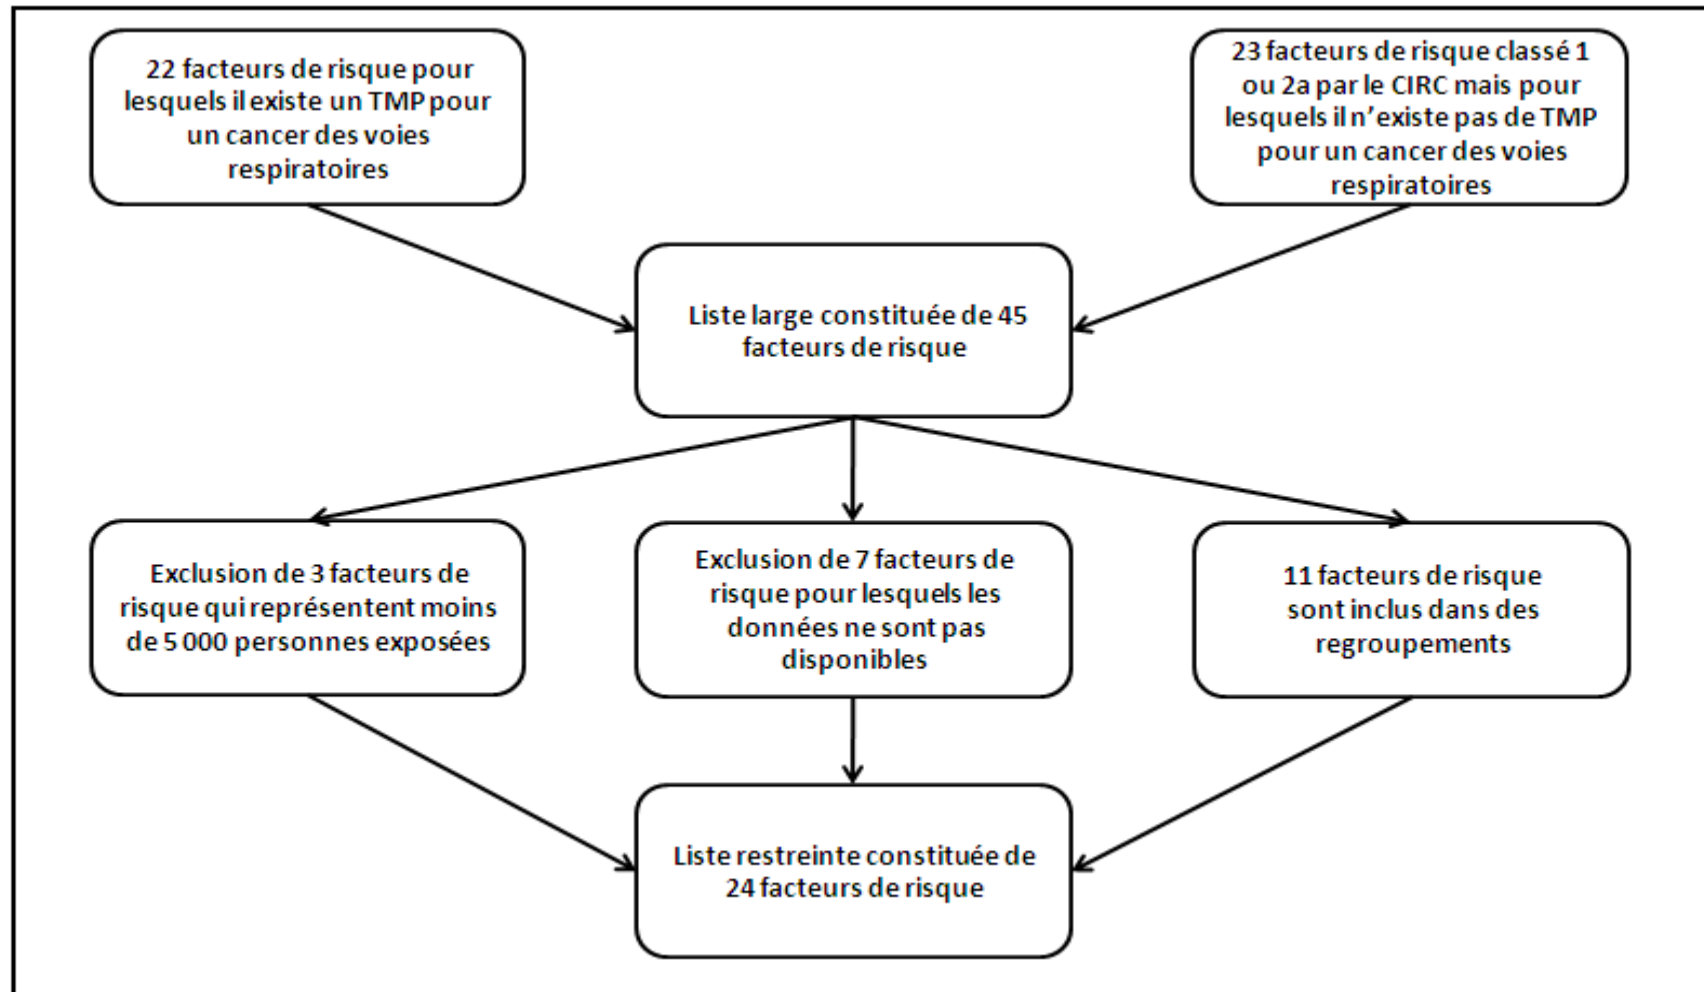 22 facteurs de risque pour
lesquels il existe un TMP pour
un cancer des voies
respiratoires
23 facteurs de risque classé 1
ou 2a par le CIRC mais pour
lesquels il n'existe pas de TMP
pour un cancer des voies
respiratoires
Liste large constituée de 45
facteurs de risque
Exclusion de 3 facteurs de
risque qui représentent moins
de 5 000 personnes exposées
Exclusion de 7 facteurs de
risque pour lesquels les
données ne sont pas
disponibles
11 facteurs de risque
sont inclus dans des
regroupements
Liste restreinte constituée de
24 facteurs de risque